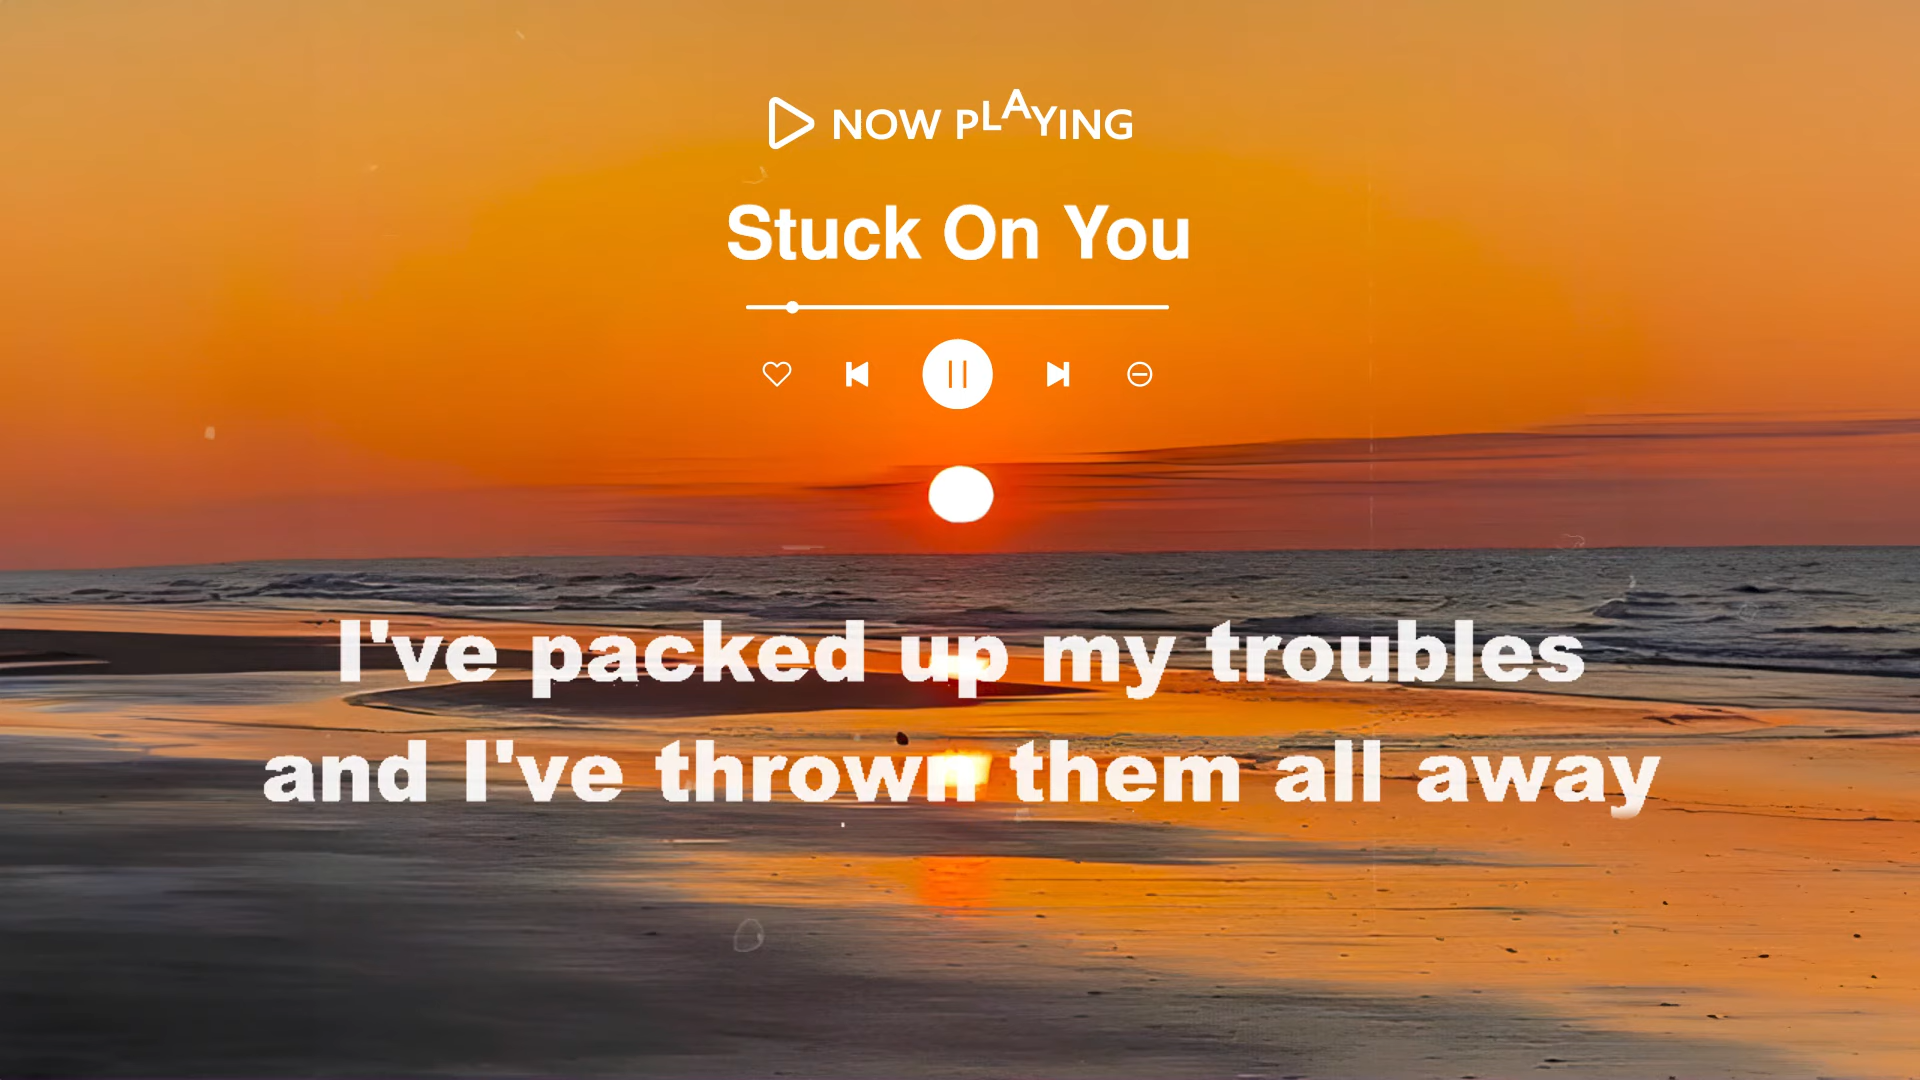 NOW PLAYING
Stuck On You
I've packed up my troubles
and I've thrown them all away